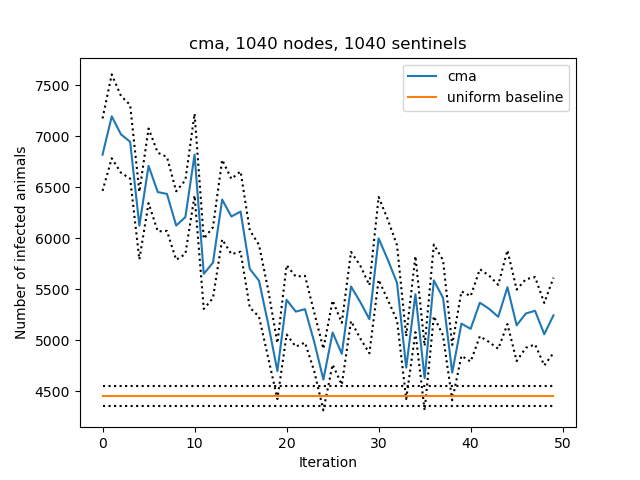 cma, 1040 nodes, 1040 sentinels
cma
uniform baseline
Number of infected animals
7500
7000
6500
6000
5500
5000
4500
0 10 20 30 40 50
Iteration